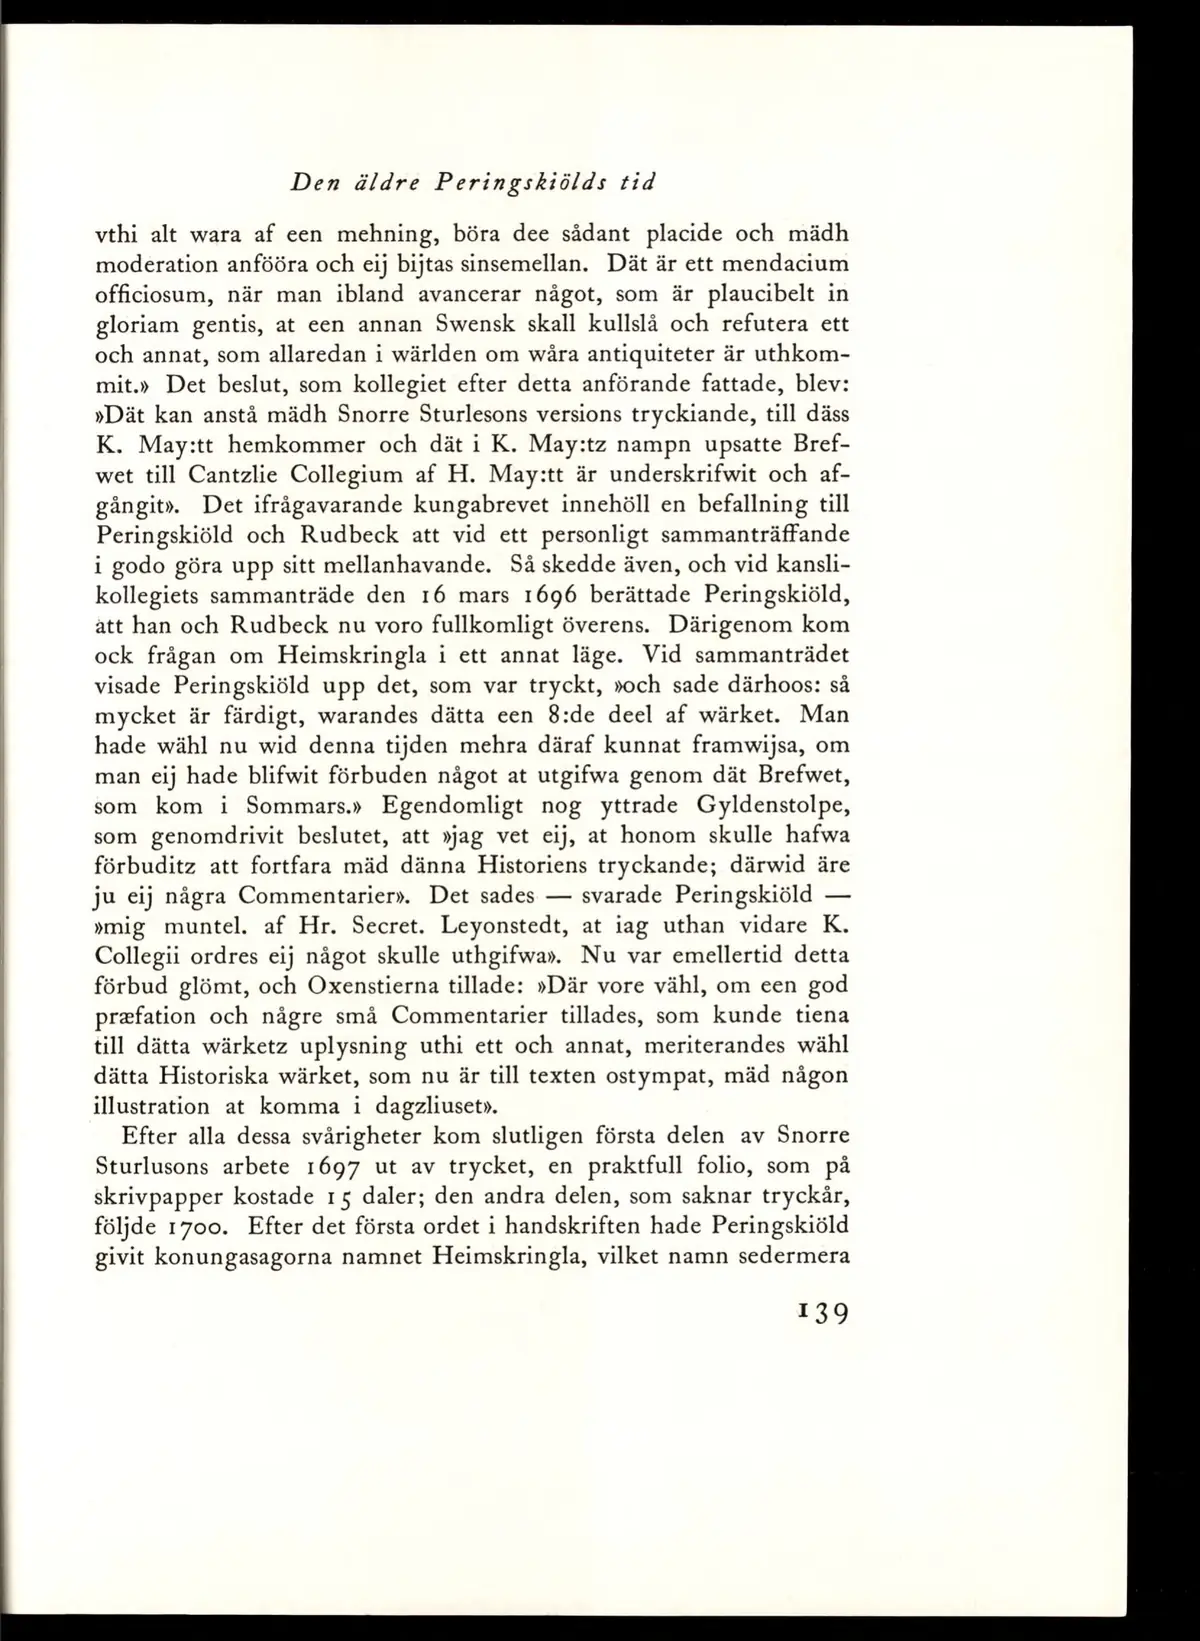 Den äldre Peringskiölds tid
vthi alt wara af een mehning, böra dee sådant placide och mädh
moderation anfööra och eij bijtas sinsemellan. Dät är ett mendacium
officiosum, när man ibland avancerar något, som är plaucibelt in
gloriam gentis, at een annan Swensk skall kullslå och refutera ett
och annat, som allaredan i wärlden om wåra antiquiteter är uthkom-
mit.» Det beslut, som kollegiet efter detta anförande fattade, blev:
»Dät kan anstå mädh Snorre Sturlesons versions tryckiande, till däss
K. May:tt hemkommer och dät i K. May:tz nampn upsatte Bref-
wet till Cantzlie Collegium af H. May:tt är underskrifwit och af-
gångit». Det ifrågavarande kungabrevet innehöll en befallning till
Peringskiöld och Rudbeck att vid ett personligt sammanträffande
i godo göra upp sitt mellanhavande. Så skedde även, och vid kansli-
kollegiets sammanträde den 16 mars 1696 berättade Peringskiöld,
att han och Rudbeck nu voro fullkomligt överens. Därigenom kom
ock frågan om Heimskringla i ett annat läge. Vid sammanträdet
visade Peringskiöld upp det, som var tryckt, »och sade därhoos: så
mycket är färdigt, warandes dätta een 8:de deel af wärket. Man
hade wähl nu wid denna tijden mehra däraf kunnat framwijsa, om
man eij hade blifwit förbuden något at utgifwa genom dät Brefwet,
som kom i Sommars.» Egendomligt nog yttrade Gyldenstolpe,
som genomdrivit beslutet, att »jag vet eij, at honom skulle hafwa
förbuditz att fortfara mäd dänna Historiens tryckande; därwid äre
ju eij några Commentarier». Det sades — svarade Peringskiöld —
»mig muntel. af Hr. Secret. Leyonstedt, at iag uthan vidare K.
Collegii ordres eij något skulle uthgifwa». Nu var emellertid detta
förbud glömt, och Oxenstierna tillade: »Där vore vähl, om een god
præfation och någre små Commentarier tillades, som kunde tiena
till dätta wärketz uplysning uthi ett och annat, meriterandes wähl
dätta Historiska wärket, som nu är till texten ostympat, mäd någon
illustration at komma i dagzliuset».
Efter alla dessa svårigheter kom slutligen första delen av Snorre
Sturlusons arbete 1697 ut av trycket, en praktfull folio, som på
skrivpapper kostade 15 daler; den andra delen, som saknar tryckår,
följde 1700. Efter det första ordet i handskriften hade Peringskiöld
givit konungasagorna namnet Heimskringla, vilket namn sedermera
139